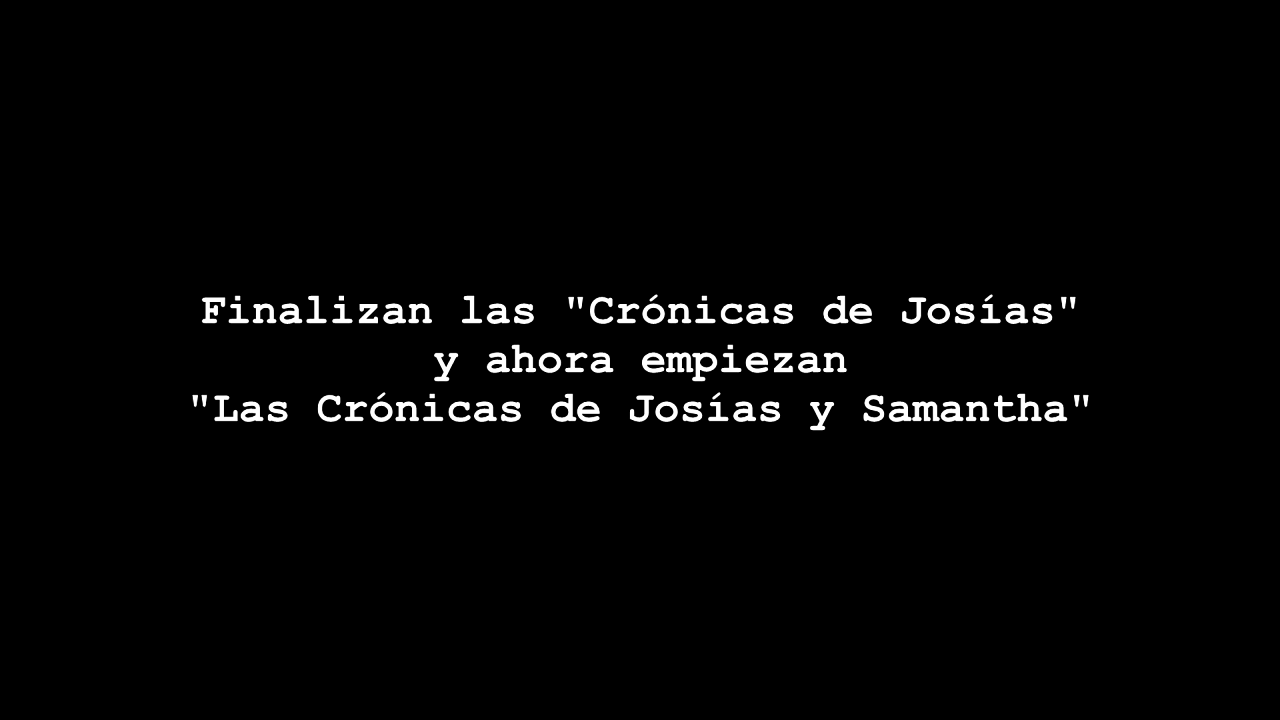 Finalizan las "Crónicas de Josías"
y ahora empiezan
"Las Crónicas de Josías y Samantha"